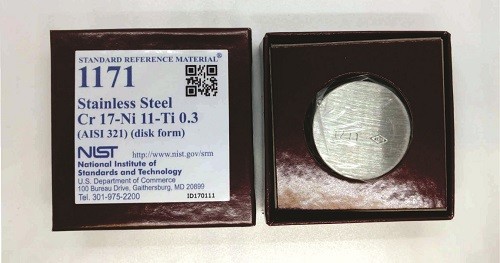 STANDARD REFERENCE MATERIAL®
1171
Stainless Steel
Cr 17-Ni 11-Ti 0.3
(AISI 321) (disk form)
NIST http://www.nist.gov/srm
National Institute of
Standards and Technology
U.S. Department of Commerce
100 Bureau Drive, Gaithersburg, MD 20899
Tel. 301-975-2200 ID170111
1171